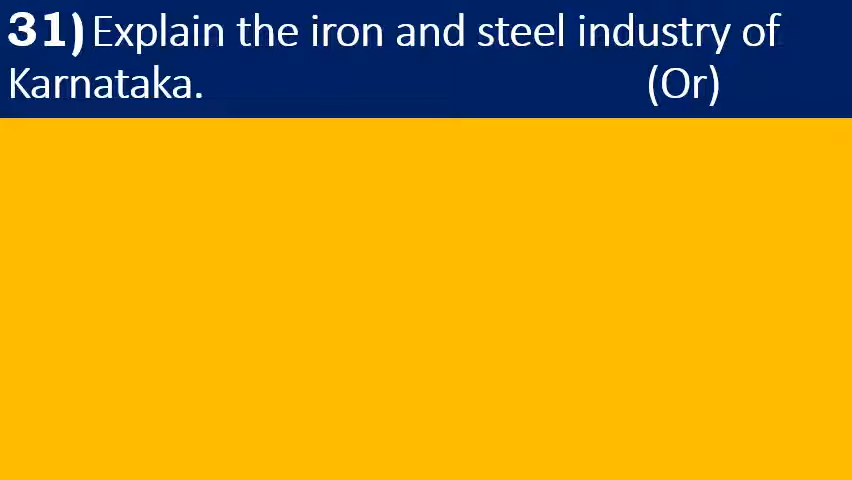 31) Explain the iron and steel industry of
Karnataka. (Or)